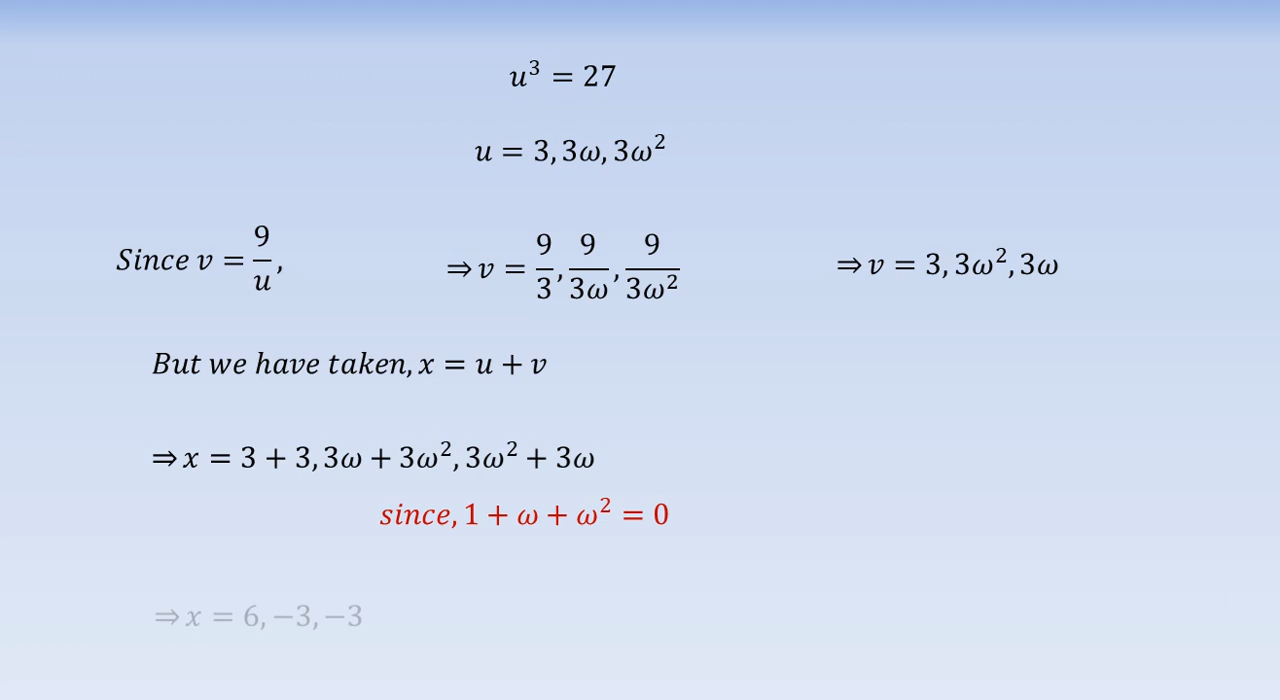 u³ = 27
u = 3, 3ω, 3ω²
Since v = 9/u, ⇒ v = 9/3, 9/3ω, 9/3ω² ⇒ v = 3, 3ω², 3ω
But we have taken, x = u + v
⇒ x = 3 + 3, 3ω + 3ω², 3ω² + 3ω
since, 1 + ω + ω² = 0
⇒ x = 6, −3, −3